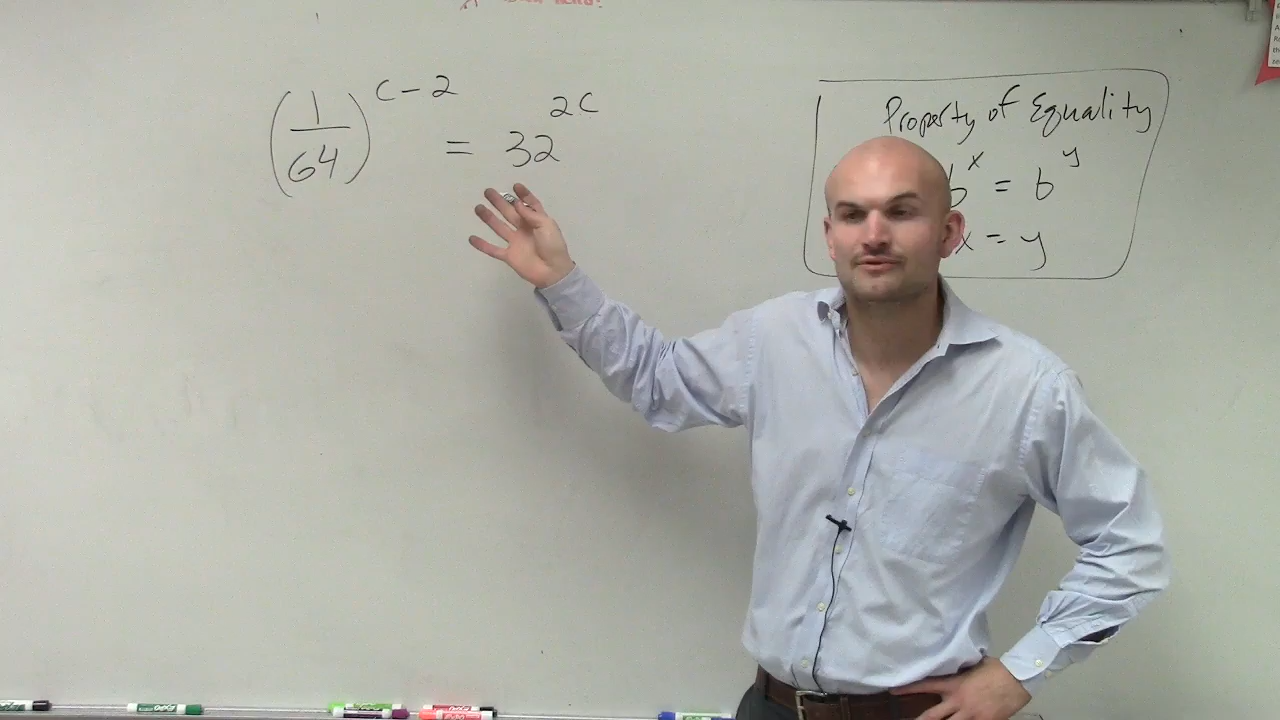 (1/64)^(c-2) = 32^(2c)
Property of Equality
b^x = b^y
x = y